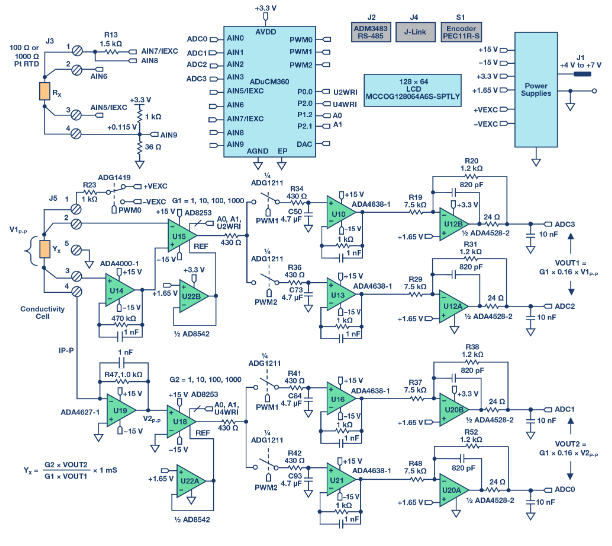 +3.3 V
AVDD
J3
100 Ω or
1000 Ω
Pt RTD
RX
1
2
3
4
R13
1.5 kΩ
AIN7/IEXC
AIN8
AIN6
AIN5/IEXC
+3.3 V
1 kΩ
+0.115 V
AIN9
36 Ω
ADC0
ADC1
ADC2
ADC3
AIN0
AIN1
AIN2
AIN3
AIN5/IEXC
AIN6
AIN7/IEXC
AIN8
AIN9
ADuCM360
PWM0
PWM1
PWM2
P0.0
P2.0
P1.2
P2.1
DAC
AGND EP
U2WRI
U4WRI
A0
A1
J2
ADM3483
RS-485
J4
J-Link
S1
Encoder
PEC11R-S
128 × 64
LCD
MCCOG128064A6S-SPTLY
+15 V
−15 V
+3.3 V
+1.65 V
+VEXC
−VEXC
Power
Supplies
J1
+4 V to +7 V
J5
1
2
5
3
4
V1P-P
YX
Conductivity
Cell
R23
1 kΩ
ADG1419
+VEXC
−VEXC
PWM0
G1 = 1, 10, 100, 1000
+15 V
AD8253
A0, A1,
U2WRI
U15
−15 V
REF
430 Ω
ADA4000-1
+15 V
U14
−15 V
470 kΩ
1 nF
+3.3 V
+1.65 V
U22B
½ AD8542
¼
ADG1211
PWM1
R34
430 Ω
C50
4.7 µF
+15 V
ADA4638-1
U10
−15 V
1 kΩ
1 nF
R19
7.5 kΩ
R20
1.2 kΩ
820 pF
+3.3 V
U12B
+1.65 V
24 Ω
½ ADA4528-2
10 nF
ADC3
¼
ADG1211
PWM2
R36
430 Ω
C73
4.7 µF
+15 V
ADA4638-1
U13
−15 V
1 kΩ
1 nF
R29
7.5 kΩ
R31
1.2 kΩ
820 pF
U12A
+1.65 V
24 Ω
½ ADA4528-2
10 nF
ADC2
VOUT1 =
G1 × 0.16 × V1P-P
IP-P
1 nF
R47,1.0 kΩ
+15 V
ADA4627-1
U19
−15 V
V2P-P
G2 = 1, 10, 100, 1000
+15 V
AD8253
A0, A1,
U4WRI
U18
−15 V
REF
430 Ω
+1.65 V
U22A
½ AD8542
¼
ADG1211
PWM1
R41
430 Ω
C64
4.7 µF
+15 V
ADA4638-1
U16
−15 V
1 kΩ
1 nF
R37
7.5 kΩ
R38
1.2 kΩ
820 pF
+3.3 V
U20B
+1.65 V
24 Ω
½ ADA4528-2
10 nF
ADC1
¼
ADG1211
PWM2
R42
430 Ω
C93
4.7 µF
+15 V
ADA4638-1
U21
−15 V
1 kΩ
1 nF
R48
7.5 kΩ
R52
1.2 kΩ
820 pF
U20A
+1.65 V
24 Ω
½ ADA4528-2
10 nF
ADC0
VOUT2 =
G1 × 0.16 × V2P-P
YX = G2 × VOUT2 / G1 × VOUT1 × 1 mS